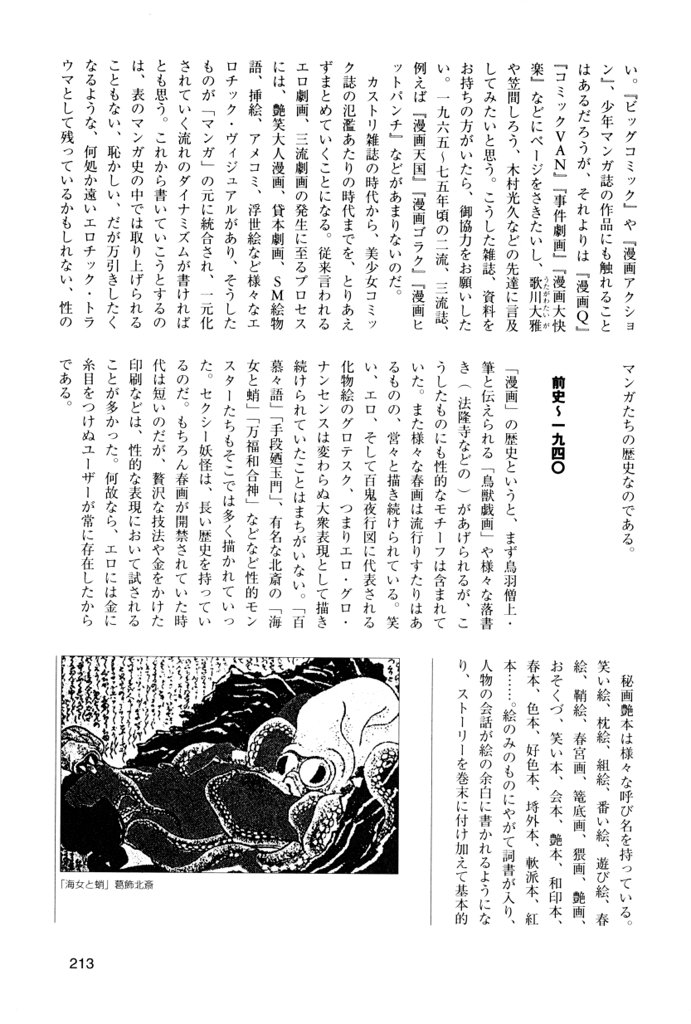 い。『ビッグコミック』や『漫画アクショ
ン』、少年マンガ誌の作品にも触れること
はあるだろうが、それよりは『漫画Q』
『コミックVAN』『事件劇画』『漫画大快
楽』などにページをさきたいし、歌川大雅
うたがわたいが
や笠間しろう、木村光久などの先達に言及
してみたいと思う。こうした雑誌、資料を
お持ちの方がいたら、御協力をお願いした
い。一九六五～七五年頃の二流、三流誌、
例えば『漫画天国』『漫画ゴラク』『漫画ヒ
ットパンチ』などがあまりないのだ。
　カストリ雑誌の時代から、美少女コミッ
ク誌の氾濫あたりの時代までを、とりあえ
ずまとめていくことになる。従来言われる
エロ劇画、三流劇画の発生に至るプロセス
には、艶笑大人漫画、貸本劇画、SM絵物
語、挿絵、アメコミ、浮世絵など様々なエ
ロチック・ヴィジュアルがあり、そうした
ものが「マンガ」の元に統合され、一元化
されていく流れのダイナミズムが書ければ
とも思う。これから書いていこうとするの
は、表のマンガ史の中では取り上げられる
こともない、恥かしい、だが万引きしたく
なるような、何処か遠いエロチック・トラ
ウマとして残っているかもしれない、性の
マンガたちの歴史なのである。
前史～一九四〇
「漫画」の歴史というと、まず鳥羽僧上・
筆と伝えられる「鳥獣戯画」や様々な落書
き（法隆寺などの）があげられるが、こ
うしたものにも性的なモチーフは含まれて
いた。また様々な春画は流行りすたりはあ
るものの、営々と描き続けられている。笑
い、エロ、そして百鬼夜行図に代表される
化物絵のグロテスク、つまりエロ・グロ・
ナンセンスは変わらぬ大衆表現として描き
続けられていたことはまちがいない。「百
慕々語」「手段廼玉門」、有名な北斎の「海
女と蛸」「万福和合神」などなど性的モン
スターたちもそこでは多く描かれていっ
た。セクシー妖怪は、長い歴史を持ってい
るのだ。もちろん春画が開禁されていた時
代は短いのだが、贅沢な技法や金をかけた
印刷などは、性的な表現において試される
ことが多かった。何故なら、エロには金に
糸目をつけぬユーザーが常に存在したから
である。
　秘画艶本は様々な呼び名を持っている。
笑い絵、枕絵、組絵、番い絵、遊び絵、春
絵、鞘絵、春宮画、篭底画、猥画、艶画、
おそくづ、笑い本、会本、艶本、和印本、
春本、色本、好色本、埓外本、軟派本、紅
本……。絵のみのものにやがて詞書が入り、
人物の会話が絵の余白に書かれるようにな
り、ストーリーを巻末に付け加えて基本的
「海女と蛸」葛飾北斎
213